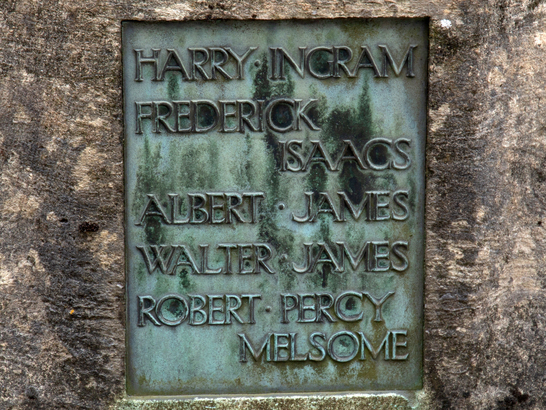 HARRY · INGRAM
FREDERICK
ISAACS
ALBERT · JAMES
WALTER · JAMES
ROBERT · PERCY
MELSOME